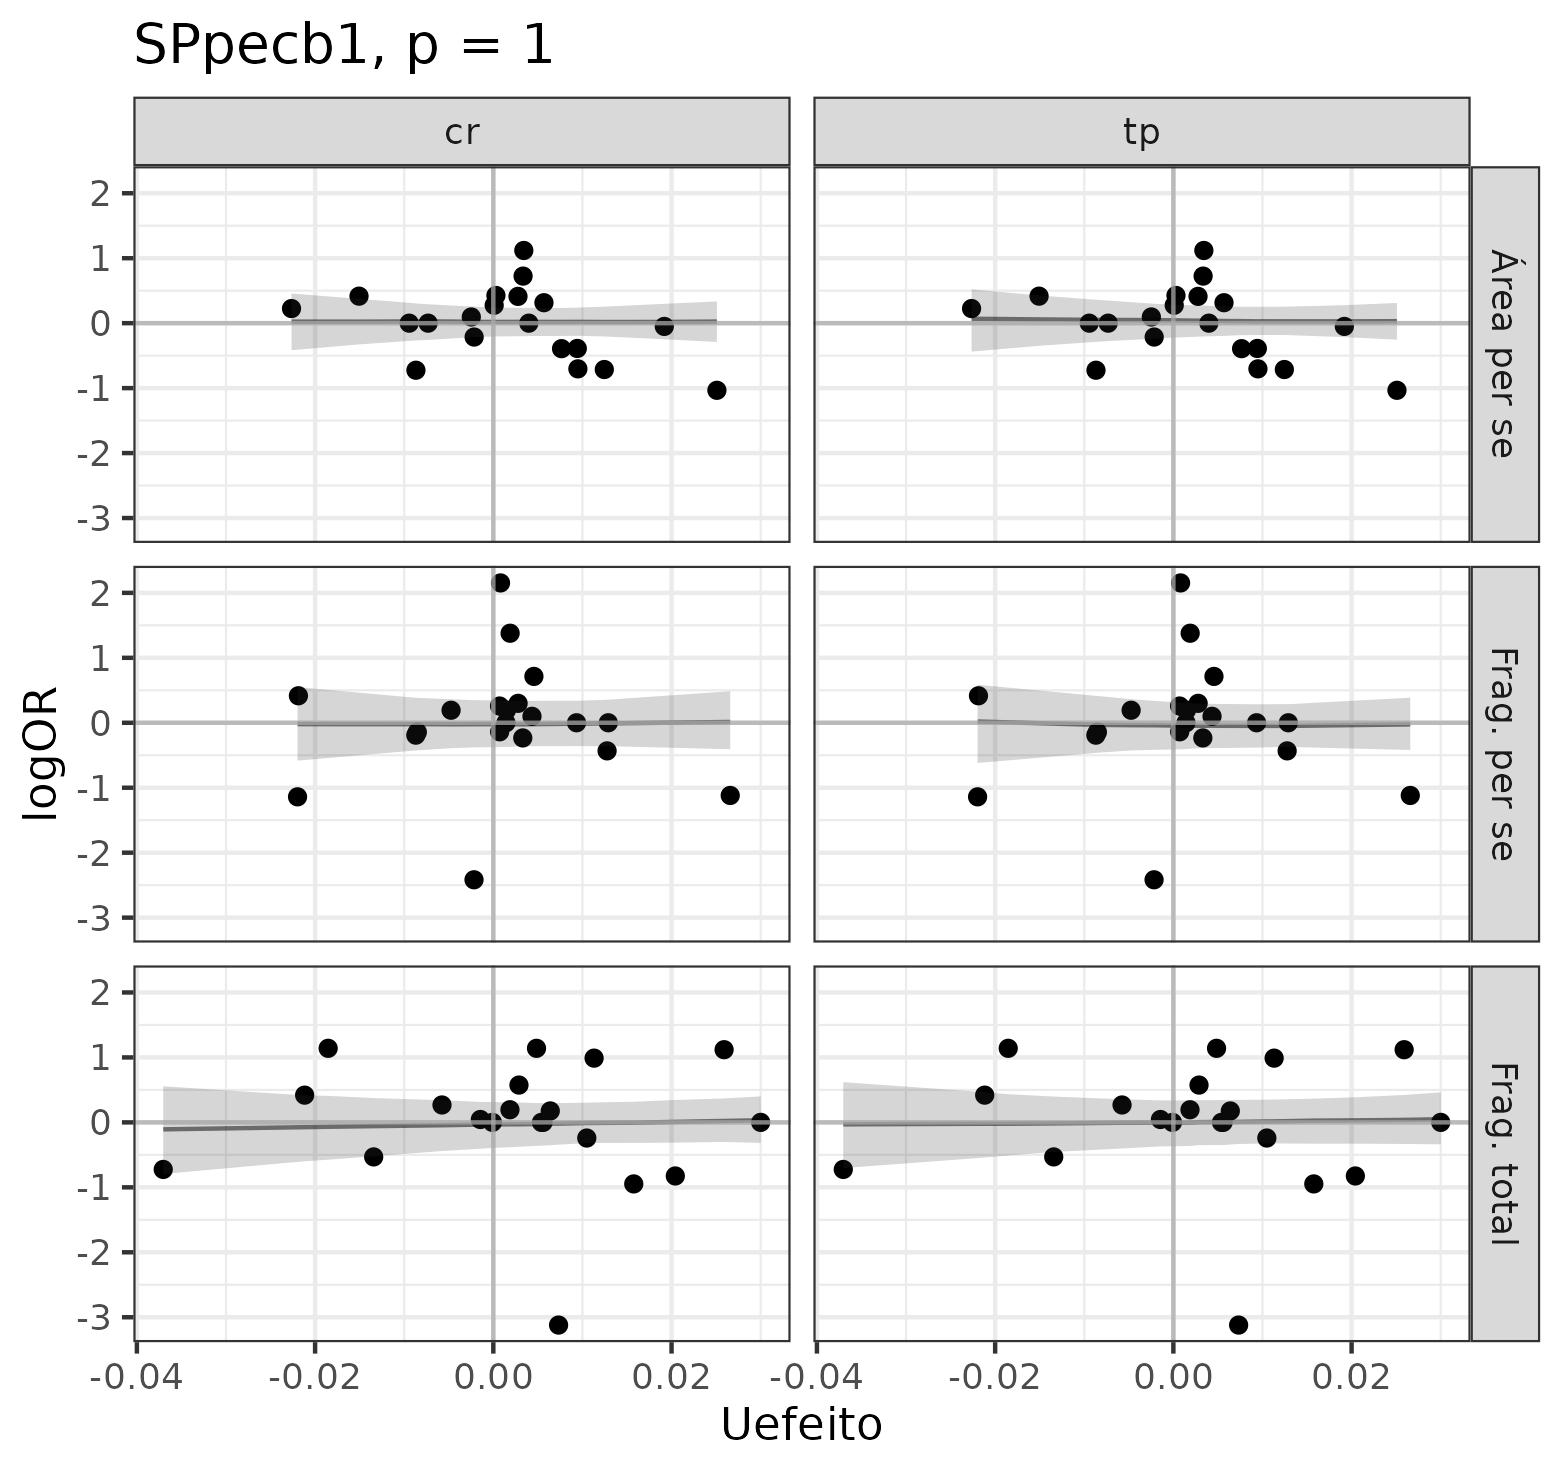 SPpecb1, p = 1
cr
tp
2
1
0
-1
-2
-3
Área per se
2
1
0
-1
-2
-3
Frag. per se
2
1
0
-1
-2
-3
Frag. total
logOR
-0.04 -0.02 0.00 0.02 -0.04 -0.02 0.00 0.02
Uefeito